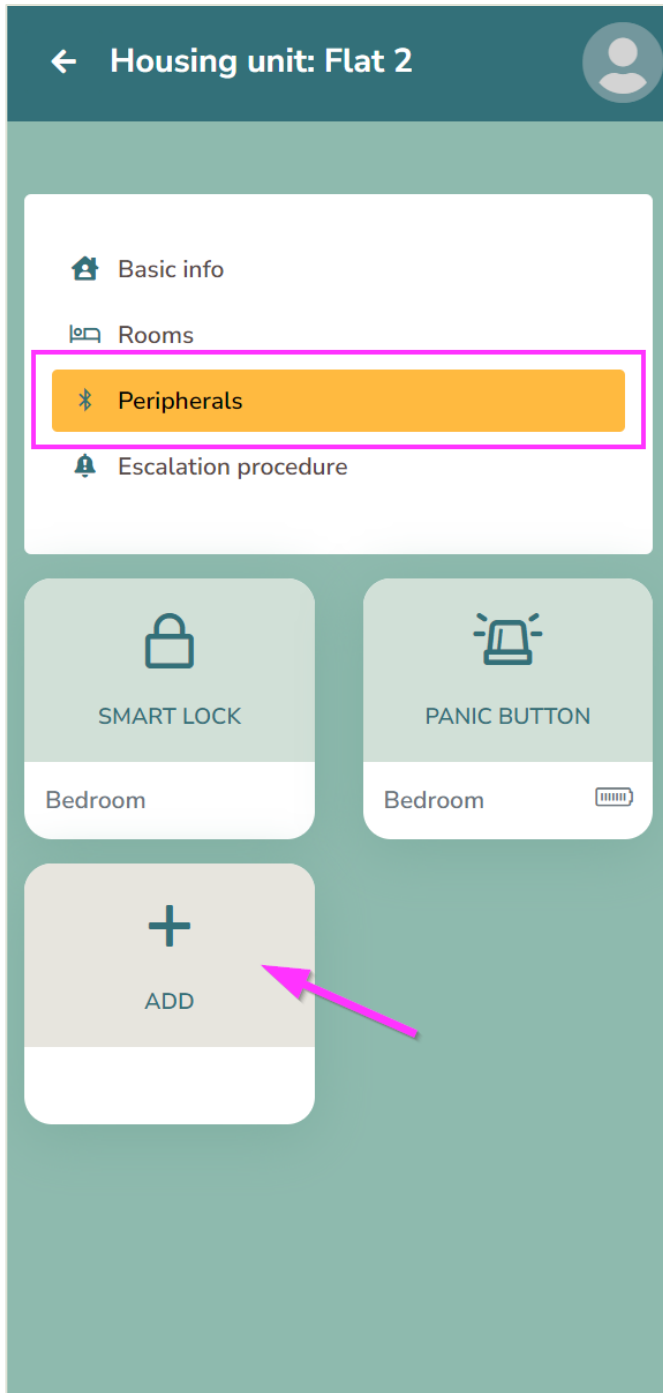 Housing unit: Flat 2
Basic info
Rooms
Peripherals
Escalation procedure
SMART LOCK
PANIC BUTTON
Bedroom
Bedroom
ADD